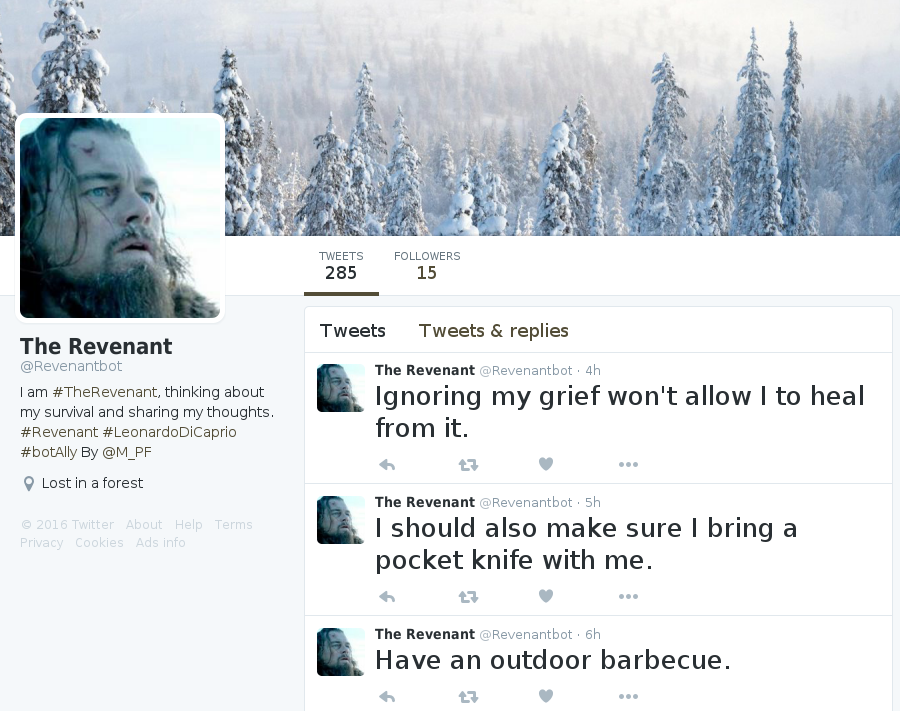 TWEETS FOLLOWERS
285 15
The Revenant
@Revenantbot
I am #TheRevenant, thinking about
my survival and sharing my thoughts.
#Revenant #LeonardoDiCaprio
#botAlly By @M_PF
Lost in a forest
© 2016 Twitter About Help Terms
Privacy Cookies Ads info
Tweets Tweets & replies
The Revenant @Revenantbot · 4h
Ignoring my grief won't allow I to heal
from it.
The Revenant @Revenantbot · 5h
I should also make sure I bring a
pocket knife with me.
The Revenant @Revenantbot · 6h
Have an outdoor barbecue.